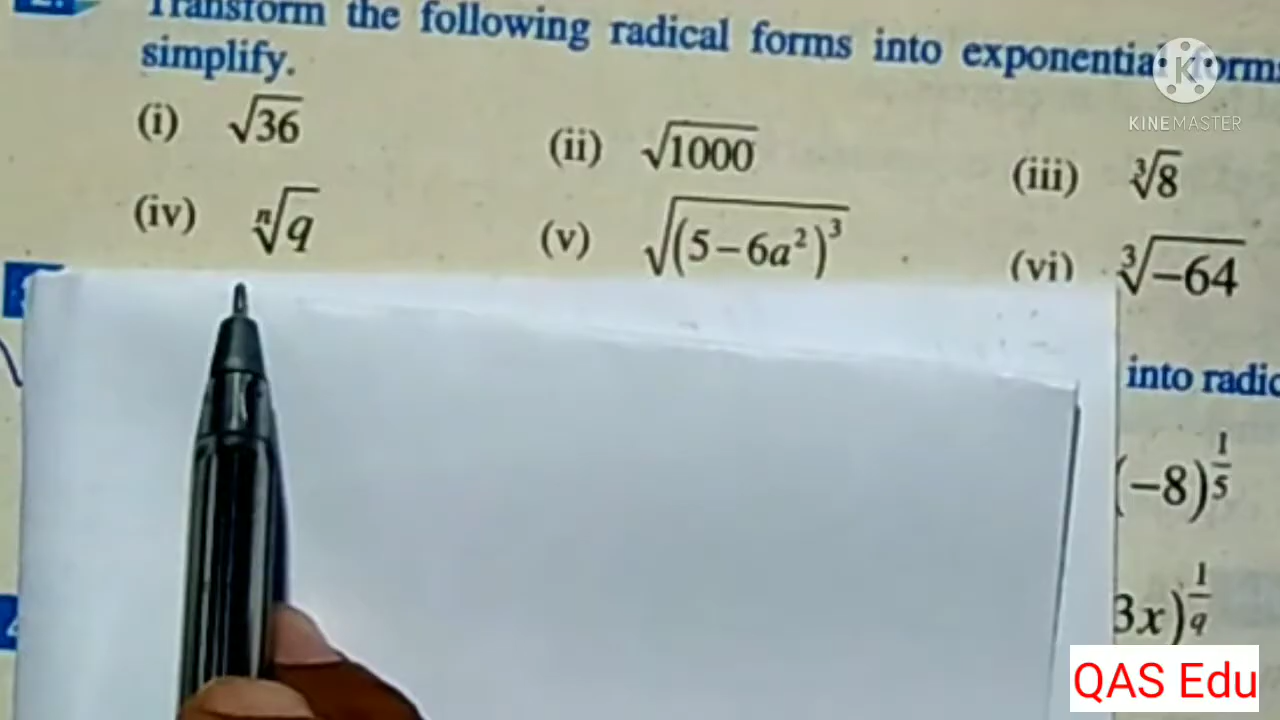 Transform the following radical forms into exponential forms
simplify.
(i) √36 (ii) √1000 (iii) ∛8
(iv) ⁿ√q (v) √(5−6a²)³ (vi) ∛−64
into radic
(−8)^(1/5)
3x)^(1/q)
K
KINEMASTER
QAS Edu